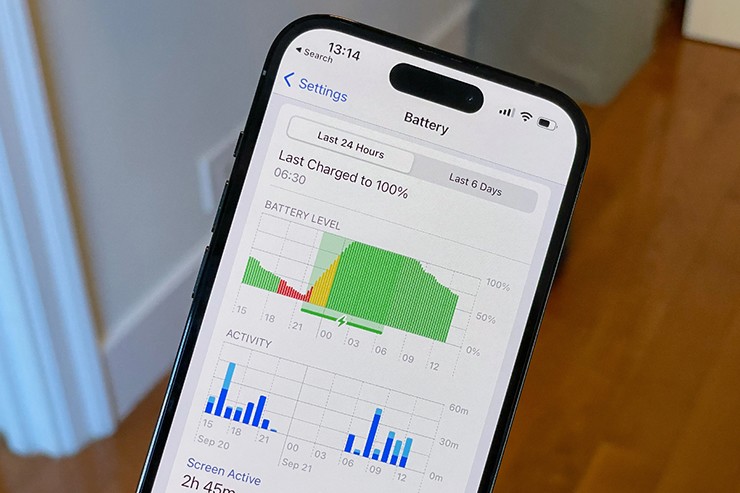 13:14
◀ Search
Settings
Battery
Last 24 Hours
Last 6 Days
Last Charged to 100%
06:30
BATTERY LEVEL
100%
50%
0%
15 18 21 00 03 06 09 12
ACTIVITY
60m
30m
0m
15 18 21 00 03 06 09 12
Sep 20 Sep 21
Screen Active
2h 45m